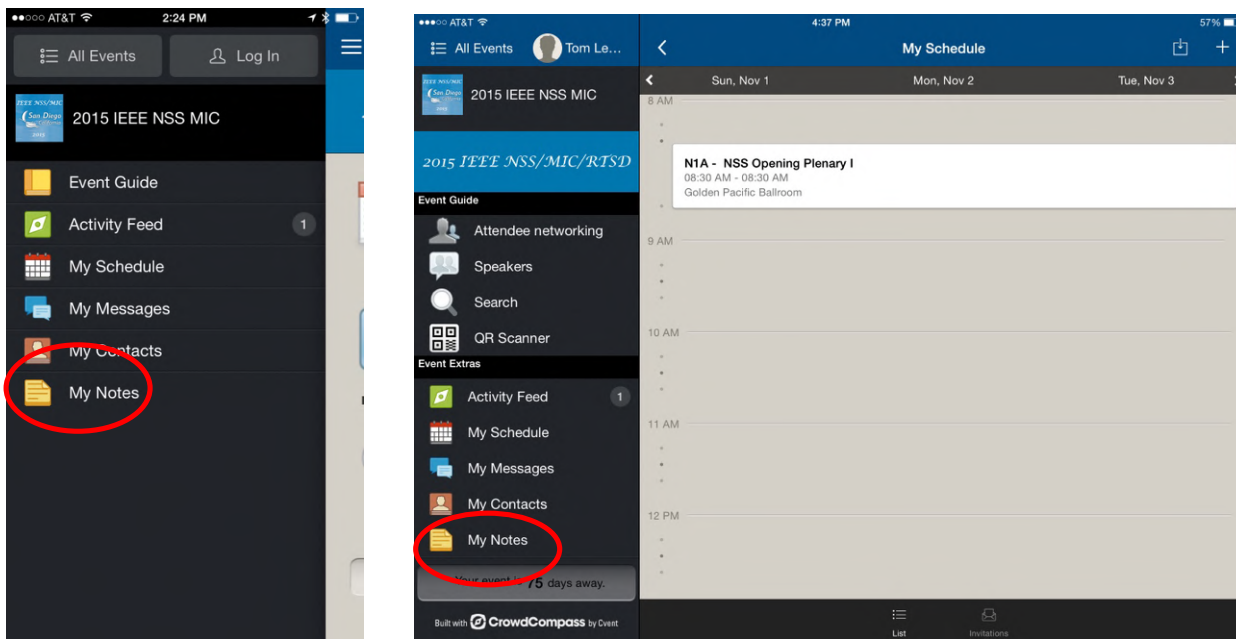 AT&T 2:24 PM
All Events Log In
2015 IEEE NSS MIC
Event Guide
Activity Feed 1
My Schedule
My Messages
My Contacts
My Notes
AT&T 4:37 PM 57%
All Events Tom Le...
My Schedule
2015 IEEE NSS MIC
Sun, Nov 1 Mon, Nov 2 Tue, Nov 3
2015 IEEE NSS/MIC/RTSD
Event Guide
Attendee networking
Speakers
Search
QR Scanner
Event Extras
Activity Feed 1
My Schedule
My Messages
My Contacts
My Notes
Your event is 75 days away.
Built with CrowdCompass by Cvent
8 AM
N1A - NSS Opening Plenary I
08:30 AM - 08:30 AM
Golden Pacific Ballroom
9 AM
10 AM
11 AM
12 PM
List Invitations